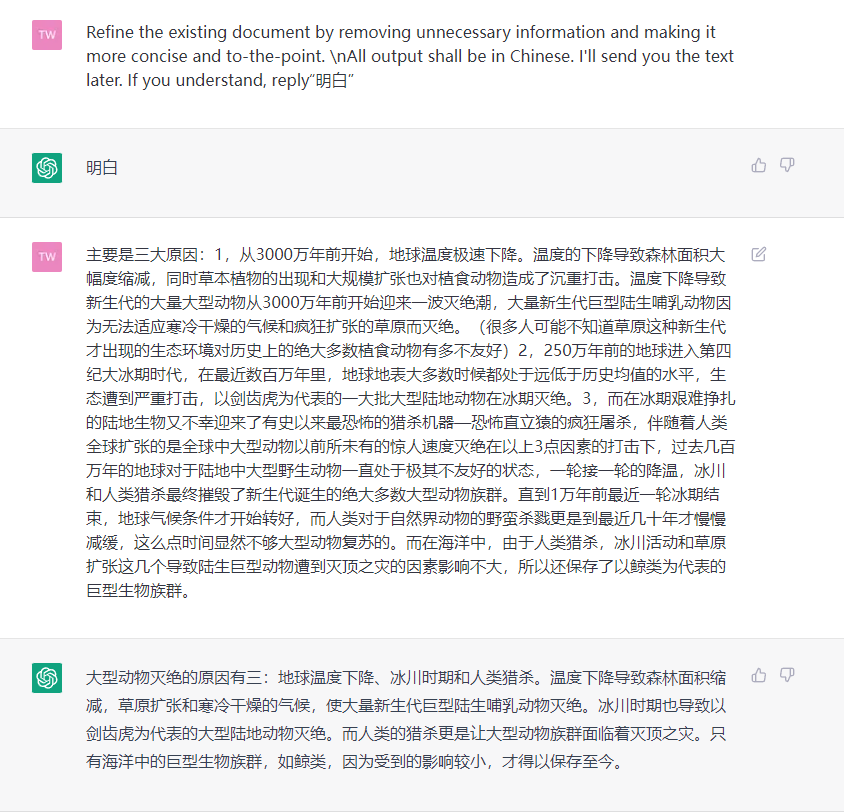 TW
Refine the existing document by removing unnecessary information and making it
more concise and to-the-point. \nAll output shall be in Chinese. I'll send you the text
later. If you understand, reply“明白”
明白
TW
主要是三大原因：1，从3000万年前开始，地球温度极速下降。温度的下降导致森林面积大
幅度缩减，同时草本植物的出现和大规模扩张也对植食动物造成了沉重打击。温度下降导致
新生代的大量大型动物从3000万年前开始迎来一波灭绝潮，大量新生代巨型陆生哺乳动物因
为无法适应寒冷干燥的气候和疯狂扩张的草原而灭绝。（很多人可能不知道草原这种新生代
才出现的生态环境对历史上的绝大多数植食动物有多不友好）2，250万年前的地球进入第四
纪大冰期时代，在最近数百万年里，地球地表大多数时候都处于远低于历史均值的水平，生
态遭到严重打击，以剑齿虎为代表的一大批大型陆地动物在冰期灭绝。3，而在冰期艰难挣扎
的陆地生物又不幸迎来了有史以来最恐怖的猎杀机器—恐怖直立猿的疯狂屠杀，伴随着人类
全球扩张的是全球中大型动物以前所未有的惊人速度灭绝在以上3点因素的打击下，过去几百
万年的地球对于陆地中大型野生动物一直处于极其不友好的状态，一轮接一轮的降温，冰川
和人类猎杀最终摧毁了新生代诞生的绝大多数大型动物族群。直到1万年前最近一轮冰期结
束，地球气候条件才开始转好，而人类对于自然界动物的野蛮杀戮更是到最近几十年才慢慢
减缓，这么点时间显然不够大型动物复苏的。而在海洋中，由于人类猎杀，冰川活动和草原
扩张这几个导致陆生巨型动物遭到灭顶之灾的因素影响不大，所以还保存了以鲸类为代表的
巨型生物族群。
大型动物灭绝的原因有三：地球温度下降、冰川时期和人类猎杀。温度下降导致森林面积缩
减，草原扩张和寒冷干燥的气候，使大量新生代巨型陆生哺乳动物灭绝。冰川时期也导致以
剑齿虎为代表的大型陆地动物灭绝。而人类的猎杀更是让大型动物族群面临着灭顶之灾。只
有海洋中的巨型生物族群，如鲸类，因为受到的影响较小，才得以保存至今。